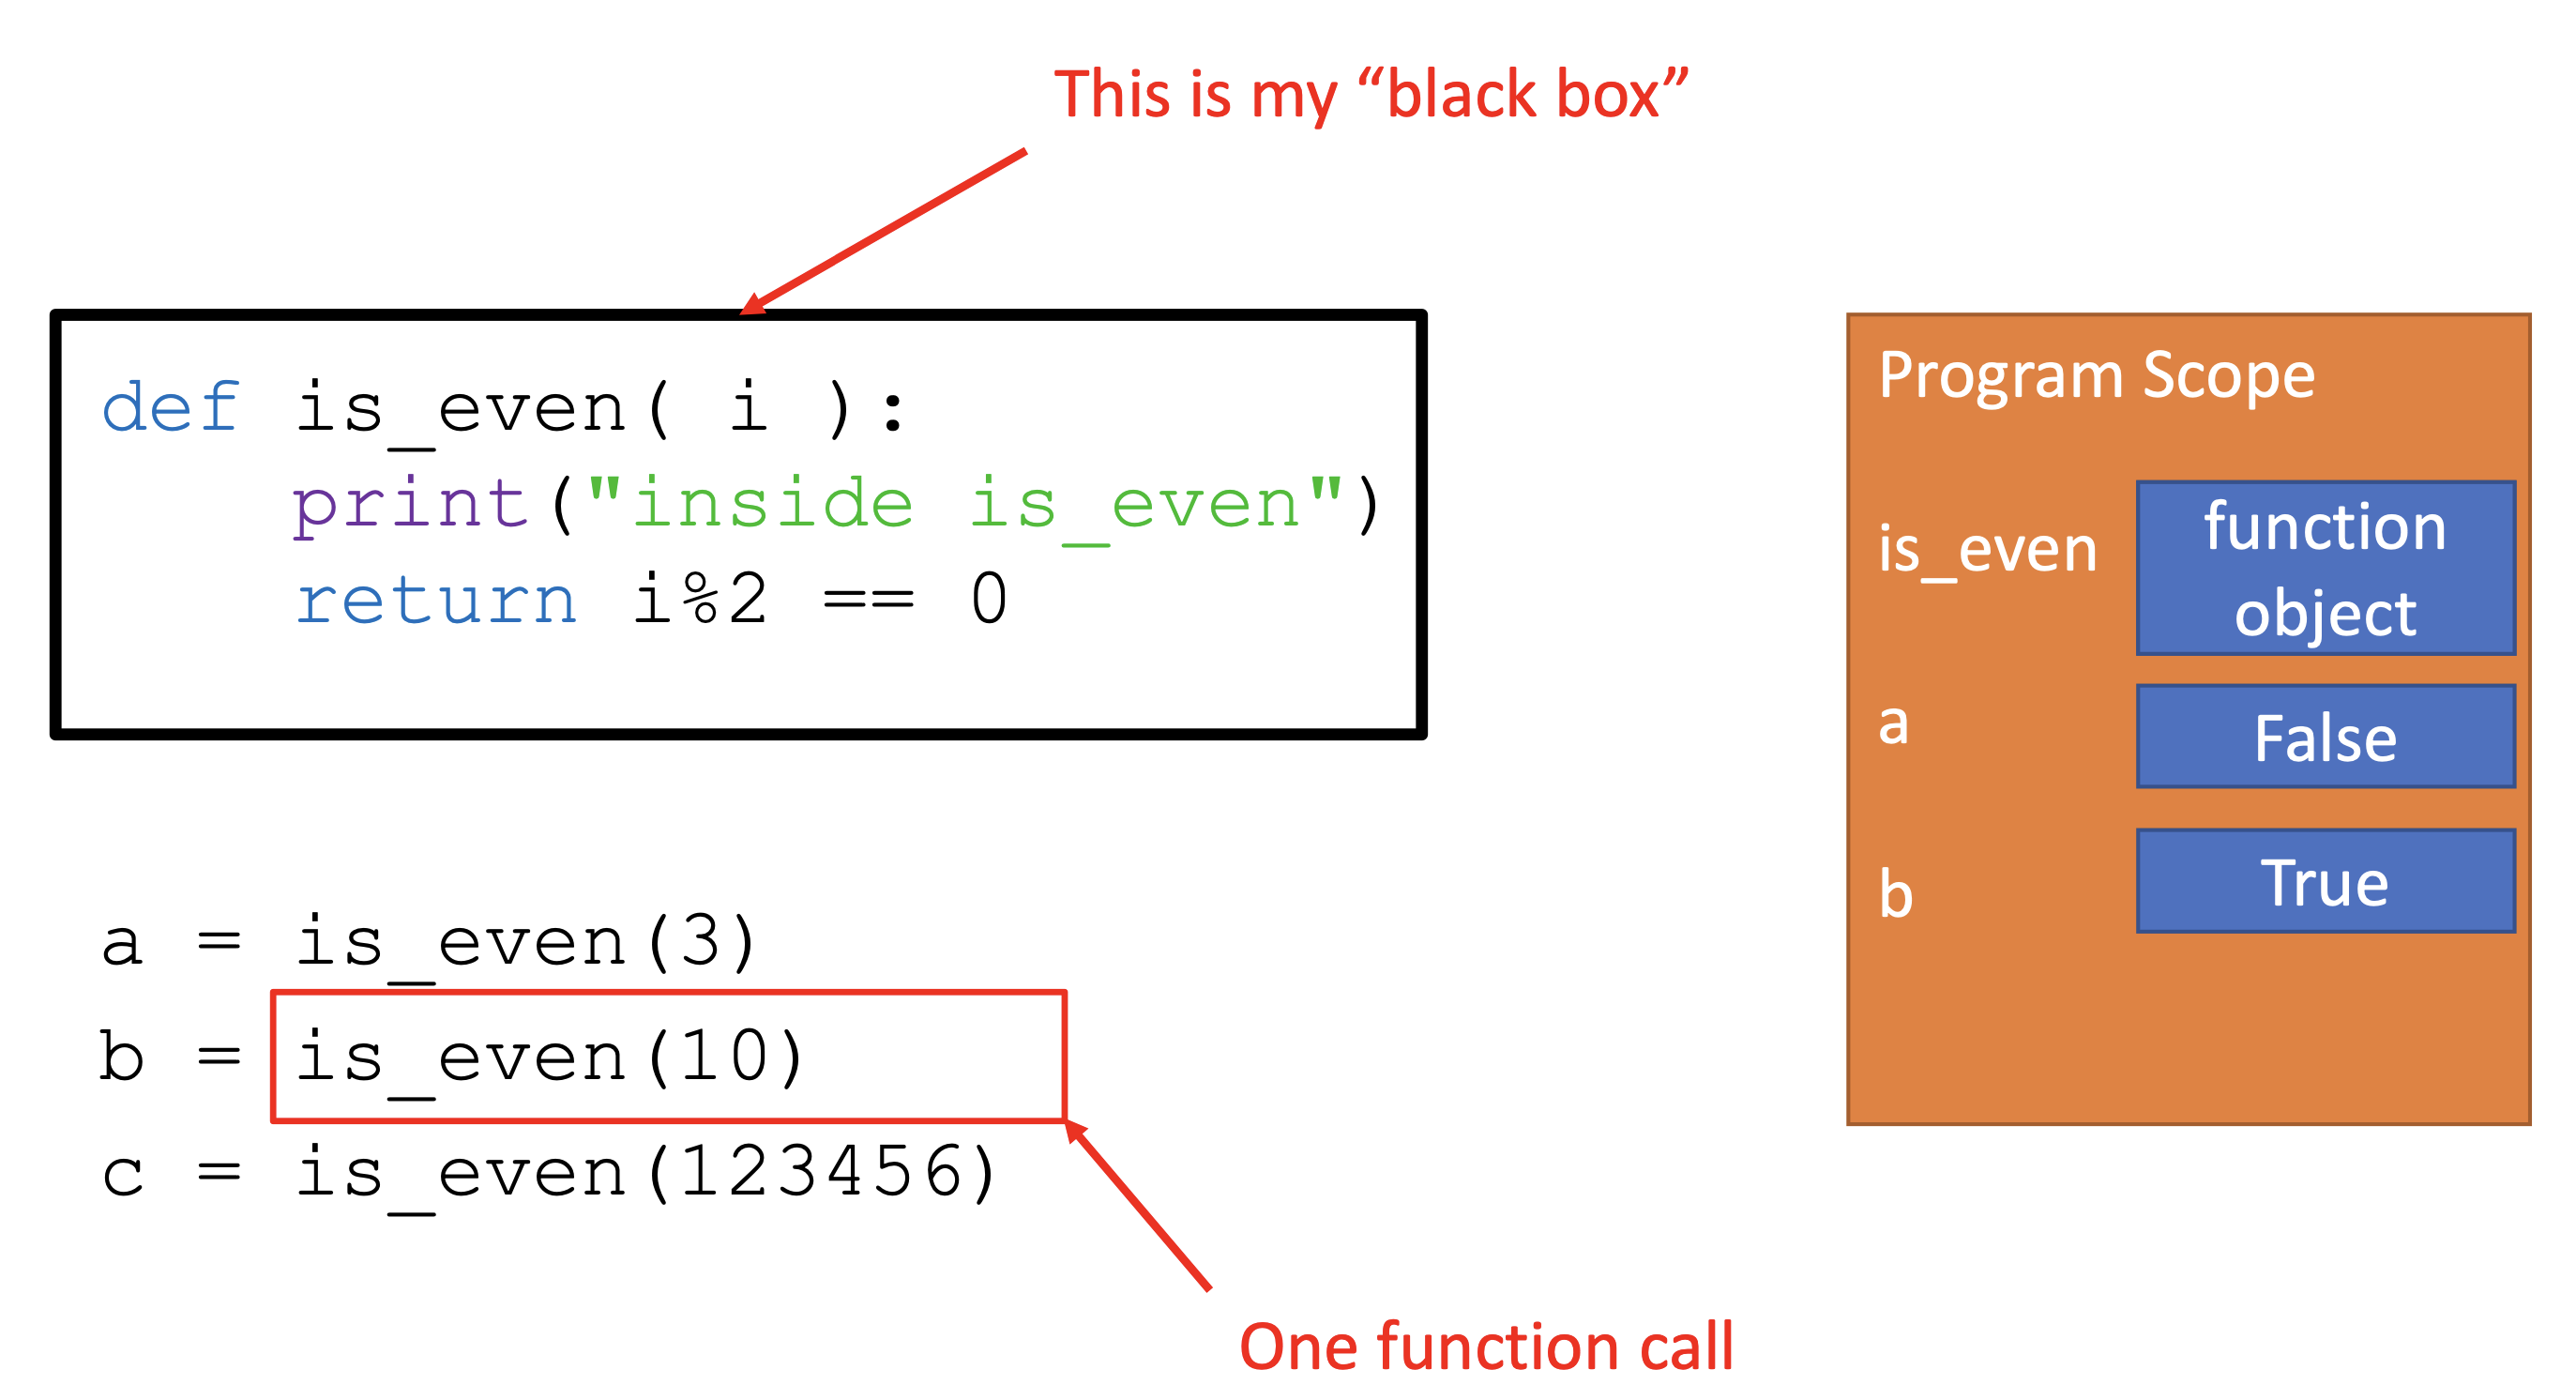 This is my “black box”
def is_even( i ):
    print("inside is_even")
    return i%2 == 0
a = is_even(3)
b = is_even(10)
c = is_even(123456)
One function call
Program Scope
is_even
function
object
a
False
b
True